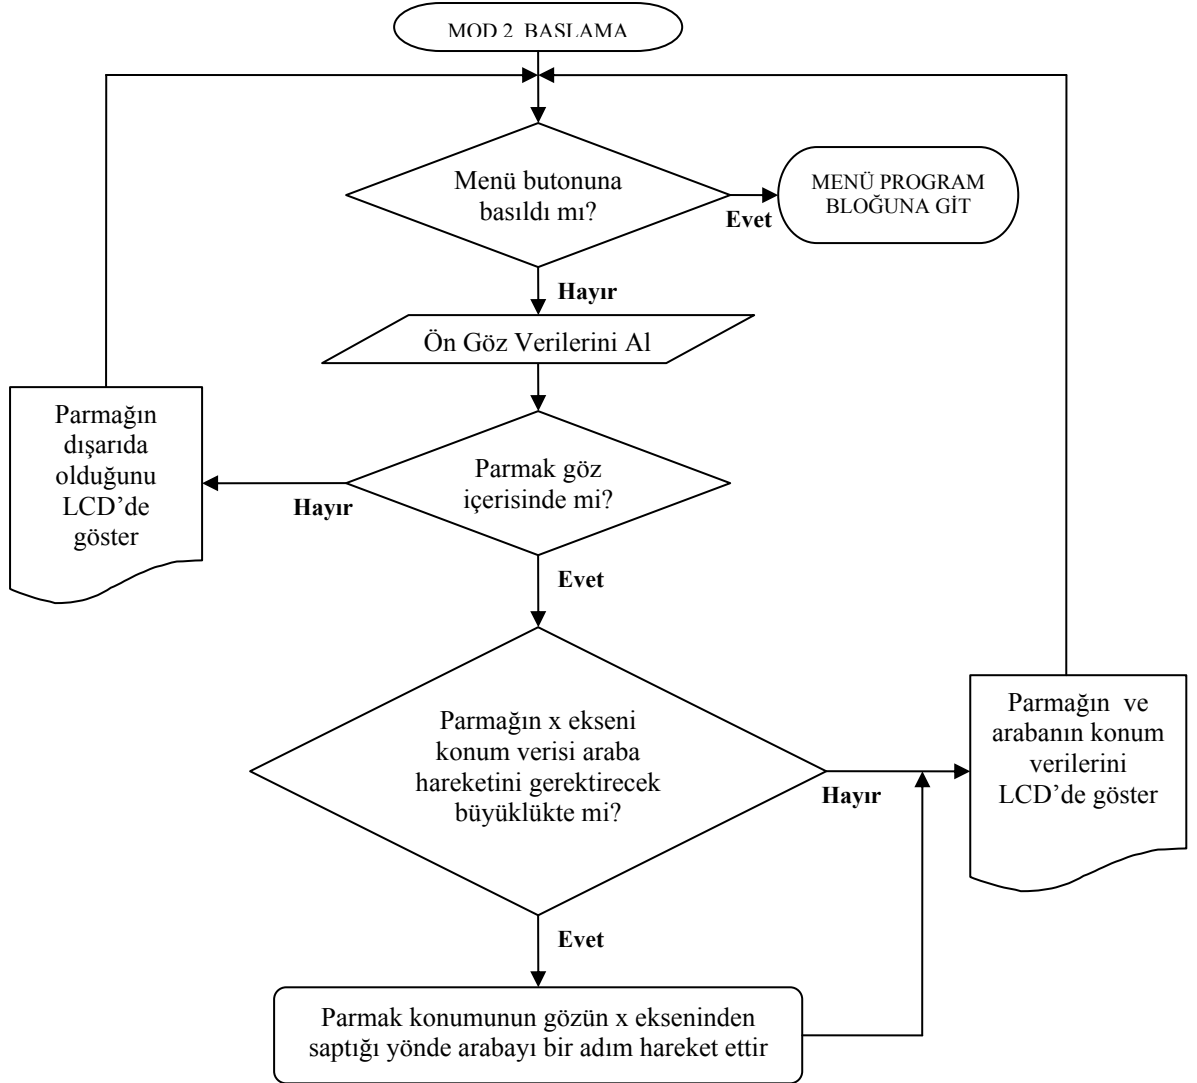 MOD 2 BASLAMA
Menü butonuna
basıldı mı?
Evet
MENÜ PROGRAM
BLOĞUNA GİT
Hayır
Ön Göz Verilerini Al
Parmak göz
içerisinde mi?
Hayır
Parmağın
dışarıda
olduğunu
LCD’de
göster
Evet
Parmağın x ekseni
konum verisi araba
hareketini gerektirecek
büyüklükte mi?
Hayır
Parmağın ve
arabanın konum
verilerini
LCD’de göster
Evet
Parmak konumunun gözün x ekseninden
saptığı yönde arabayı bir adım hareket ettir